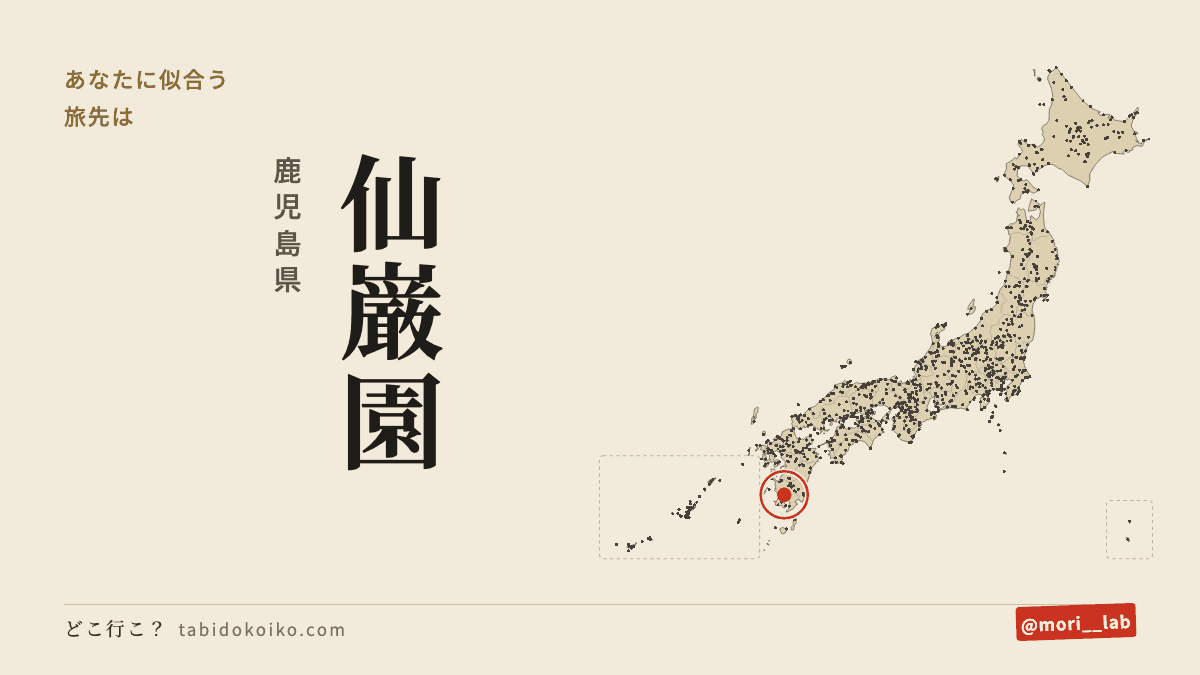 あなたに似合う
旅先は
仙巌園
鹿児島県
どこ行こ？ tabidokoiko.com
@mori__lab